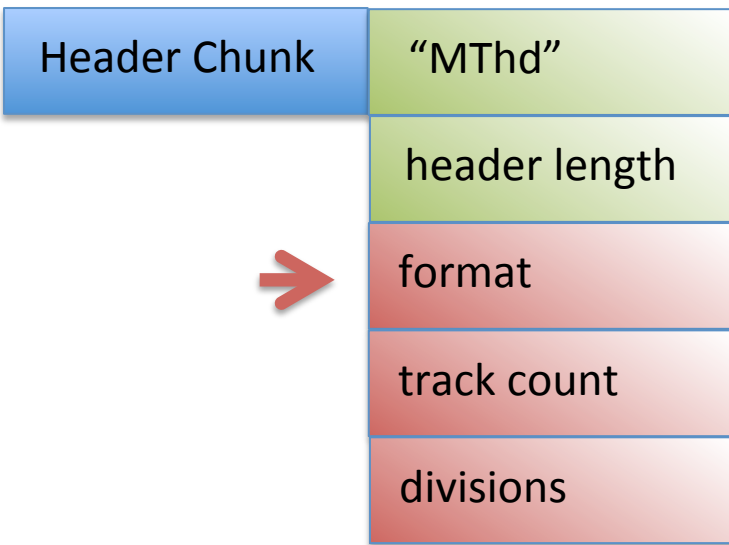 Header Chunk
“MThd”
header length
format
track count
divisions